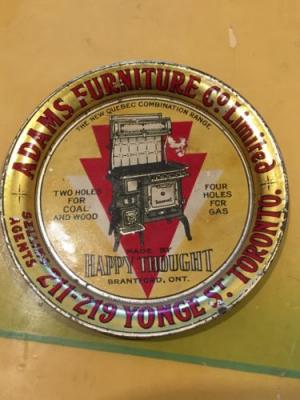 ADAMS FURNITURE Co. Limited
THE NEW QUEBEC COMBINATION RANGE
TWO HOLES
FOR
COAL
AND WOOD
FOUR
HOLES
FOR
GAS
MADE BY
HAPPY THOUGHT
BRANTFORD, ONT.
AGENTS
211-219 YONGE ST. TORONTO